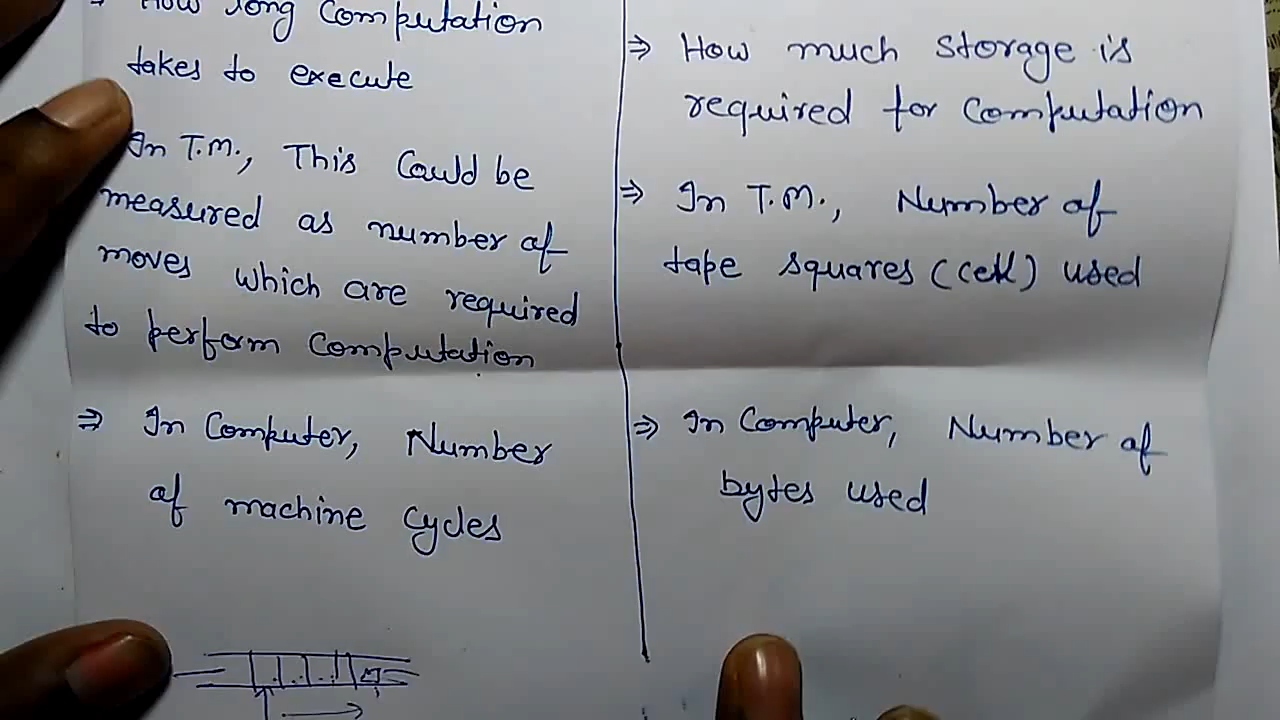 ⇒ How long Computation
takes to execute
In T.M., This Could be
measured as number of
moves which are required
to perform Computation
⇒ In Computer, Number
of machine Cycles
⇒ How much storage is
required for Computation
⇒ In T.M., Number of
tape squares (cell) used
⇒ In Computer, Number of
bytes used